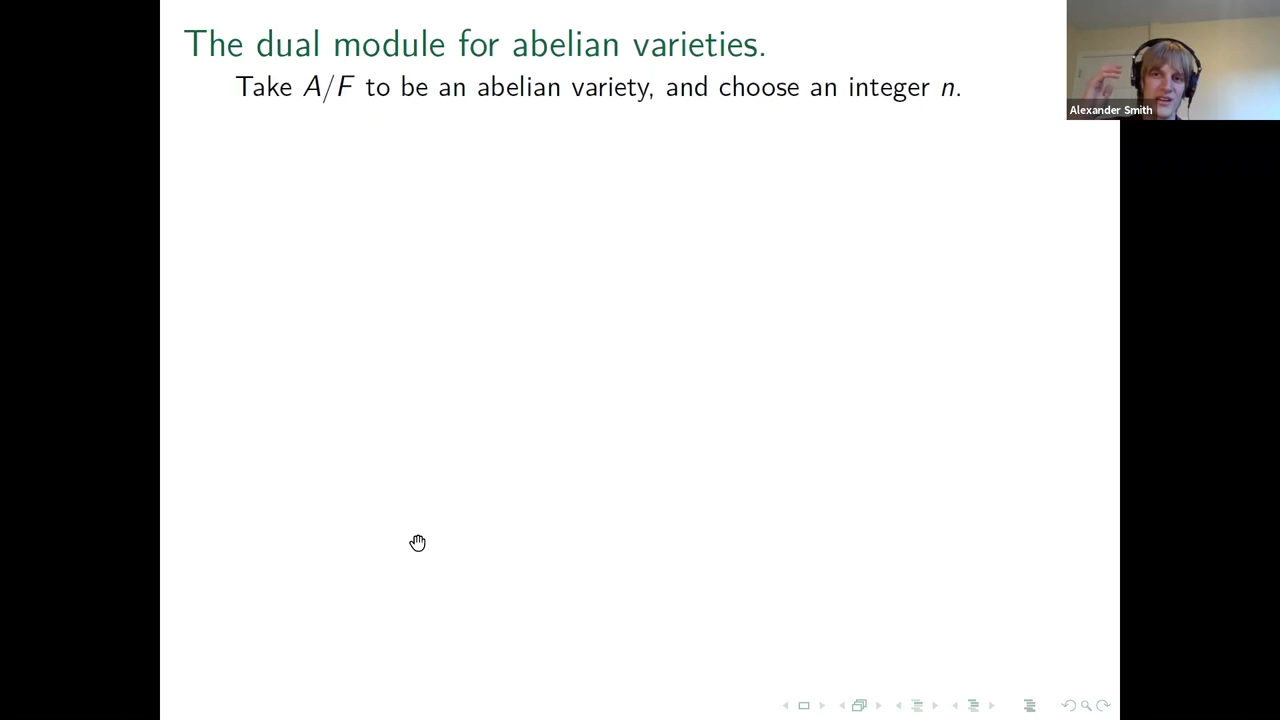 The dual module for abelian varieties.
Take A/F to be an abelian variety, and choose an integer n.
Alexander Smith